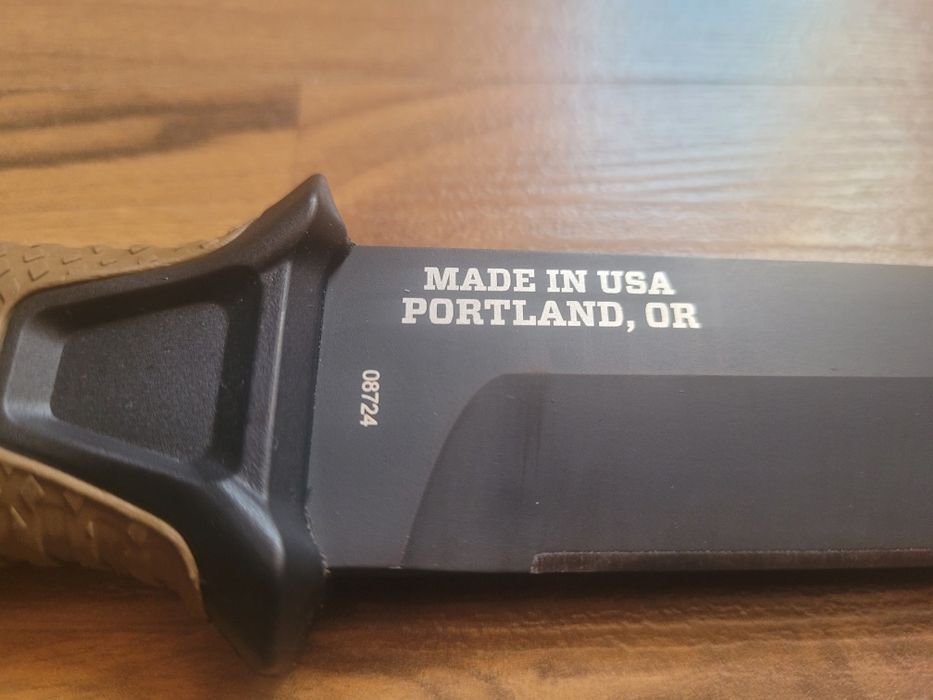 MADE IN USA
PORTLAND, OR
08724